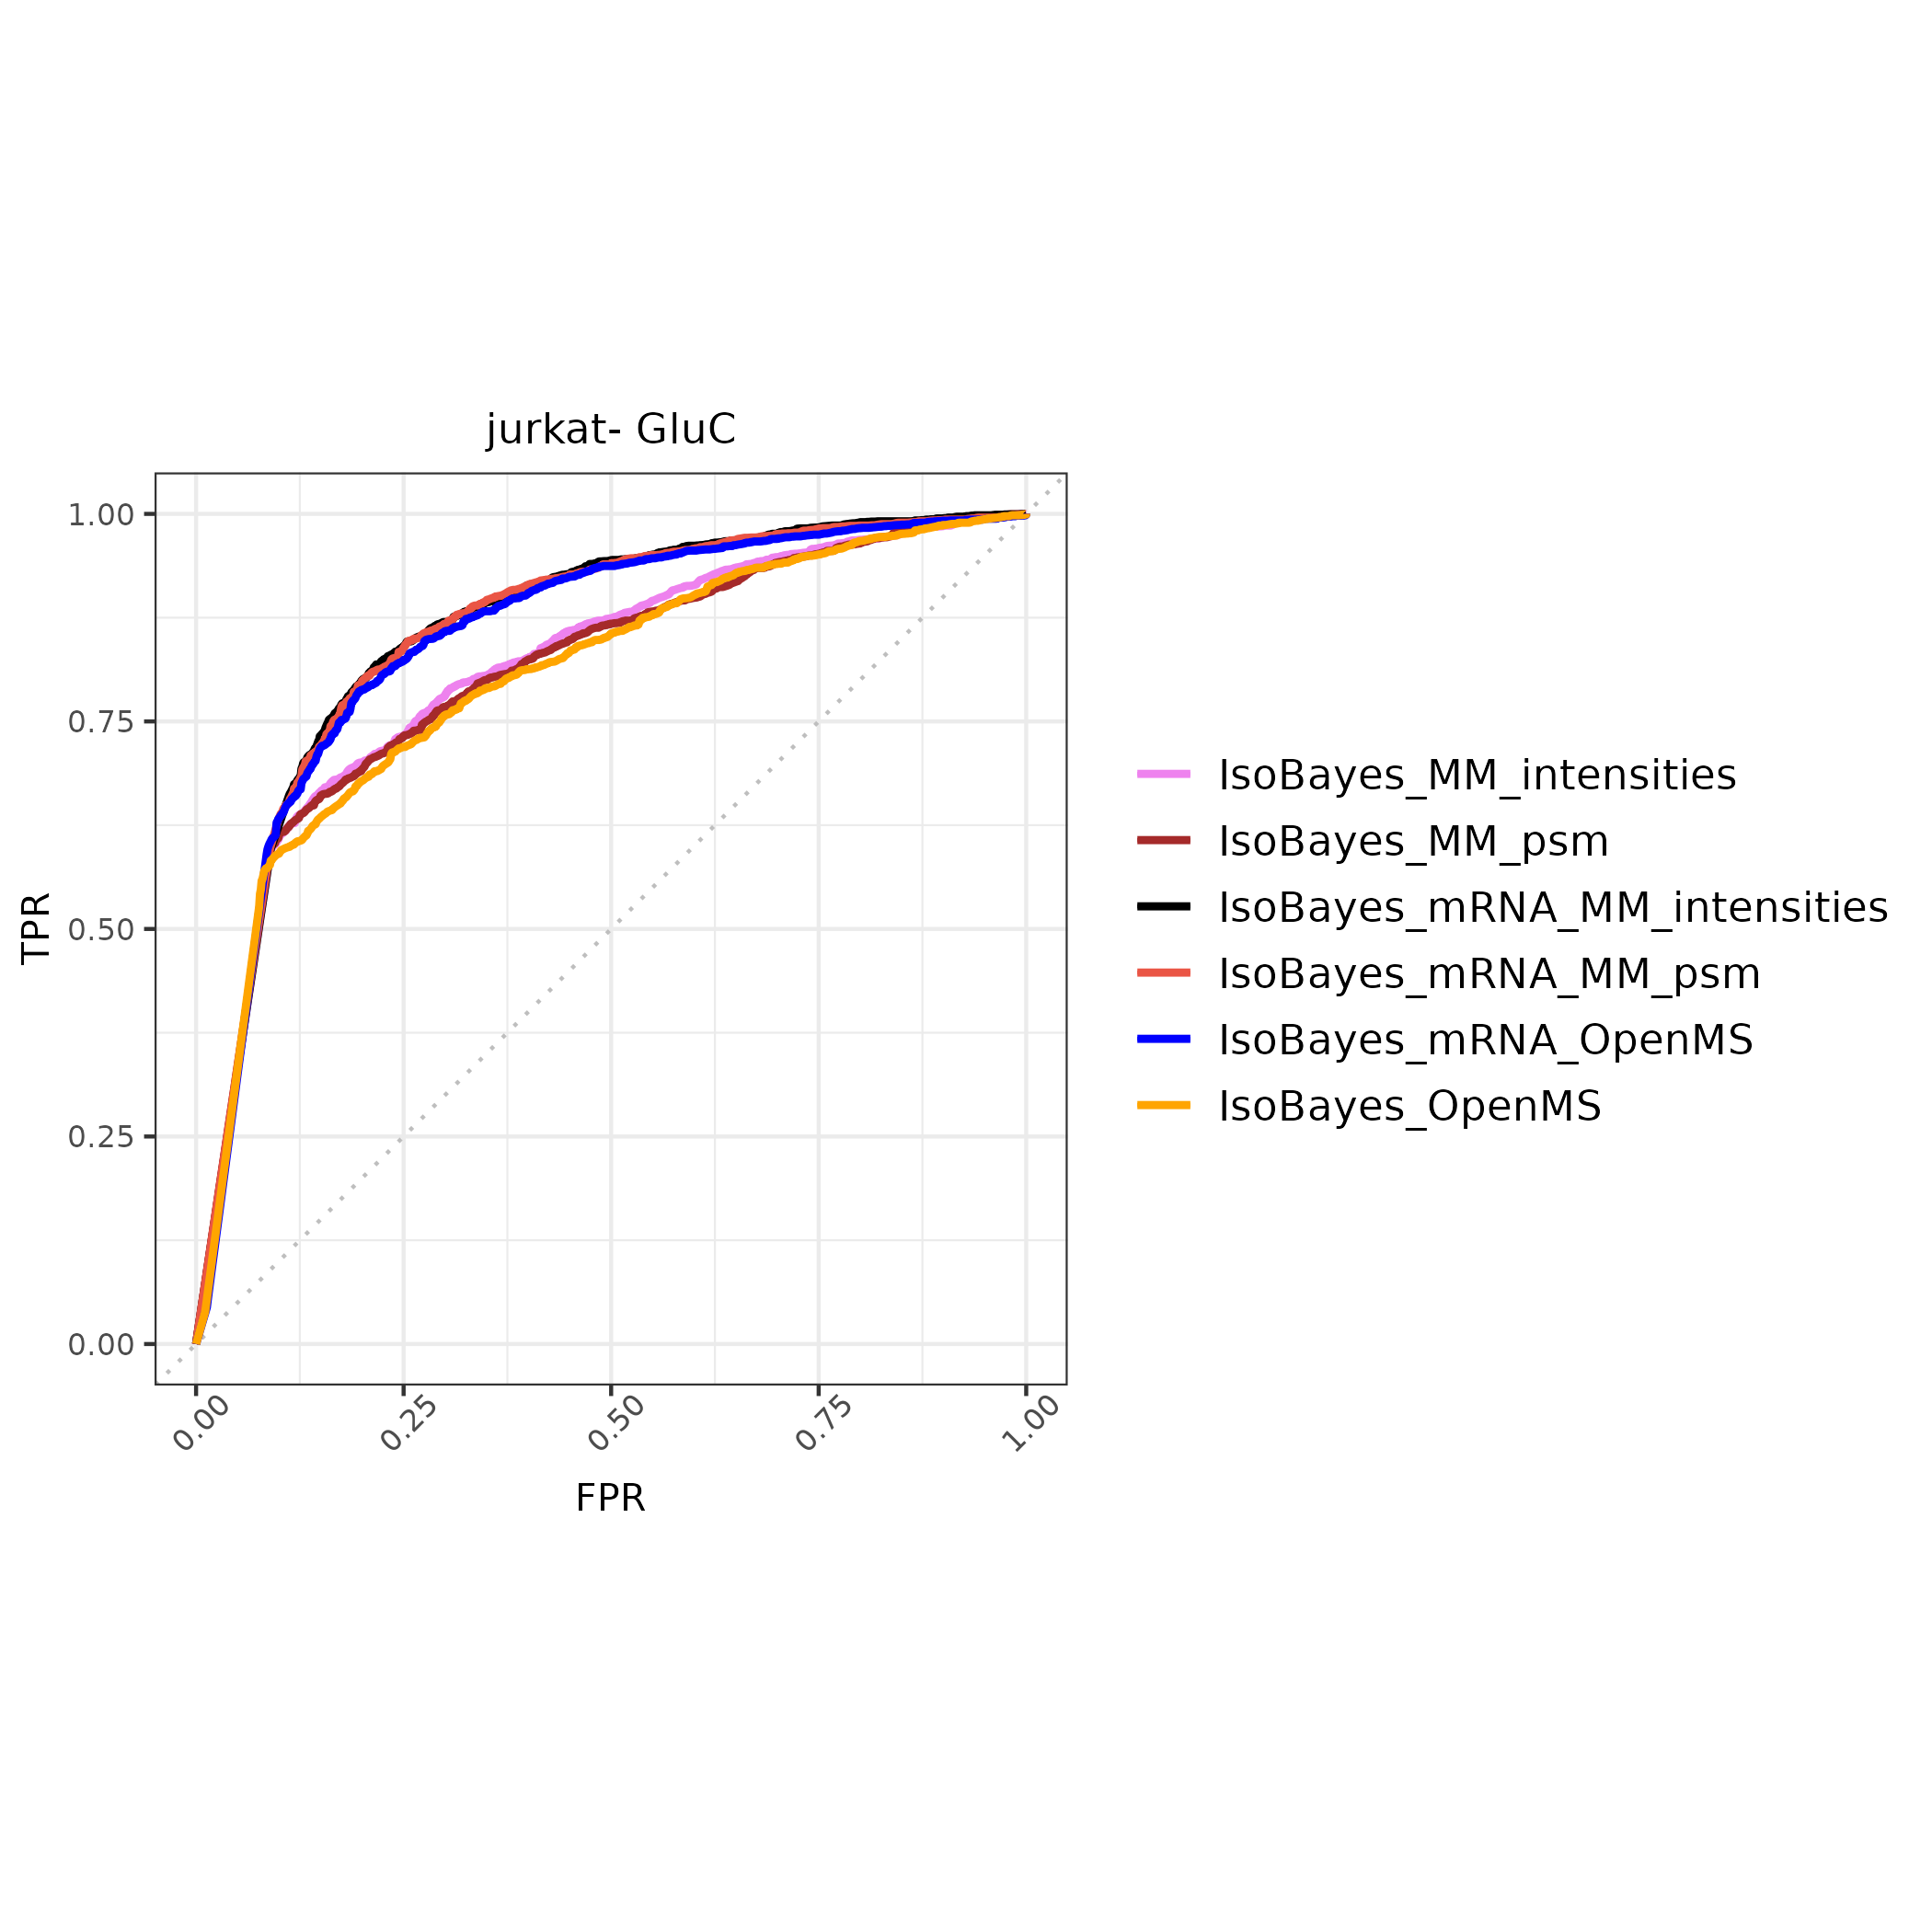 jurkat- GluC
TPR
1.00
0.75
0.50
0.25
0.00
0.00
0.25
0.50
0.75
1.00
FPR
IsoBayes_MM_intensities
IsoBayes_MM_psm
IsoBayes_mRNA_MM_intensities
IsoBayes_mRNA_MM_psm
IsoBayes_mRNA_OpenMS
IsoBayes_OpenMS